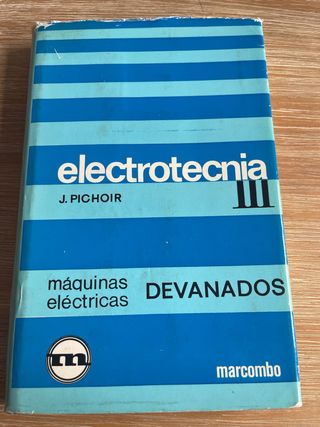 electrotecnia
III
J. PICHOIR
máquinas
eléctricas
DEVANADOS
m
marcombo